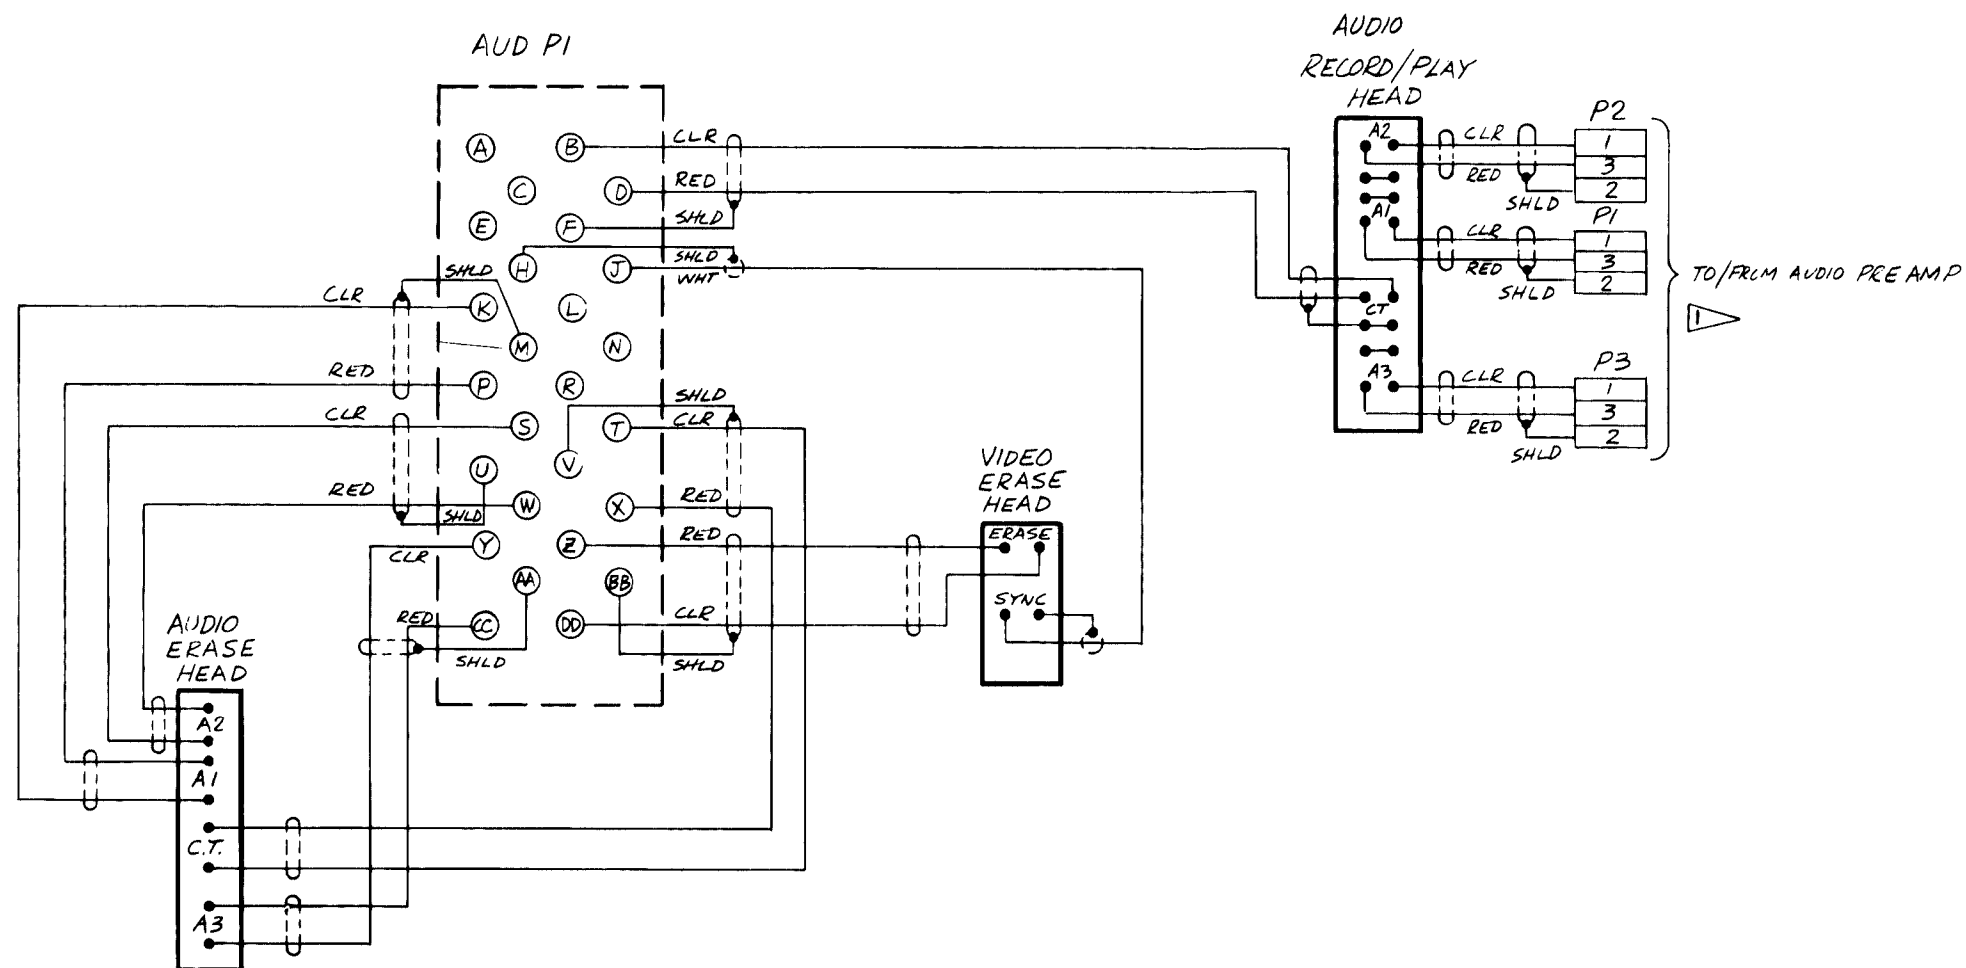 AUD P1
AUDIO
RECORD/PLAY
HEAD
A
B
C
D
E
F
H
J
K
L
M
N
P
R
S
T
U
V
W
X
Y
Z
AA
BB
CC
DD
CLR
RED
SHLD
SHLD
WHT
SHLD
CLR
RED
CLR
RED
SHLD
CLR
RED
SHLD
SHLD
CLR
RED
RED
CLR
SHLD
A2
A1
CT
A3
CLR
RED
SHLD
P2
1
3
2
CLR
RED
SHLD
P1
1
3
2
CLR
RED
SHLD
P3
1
3
2
TO/FROM AUDIO PRE AMP
1
VIDEO
ERASE
HEAD
ERASE
SYNC
AUDIO
ERASE
HEAD
A2
A1
C.T.
A3